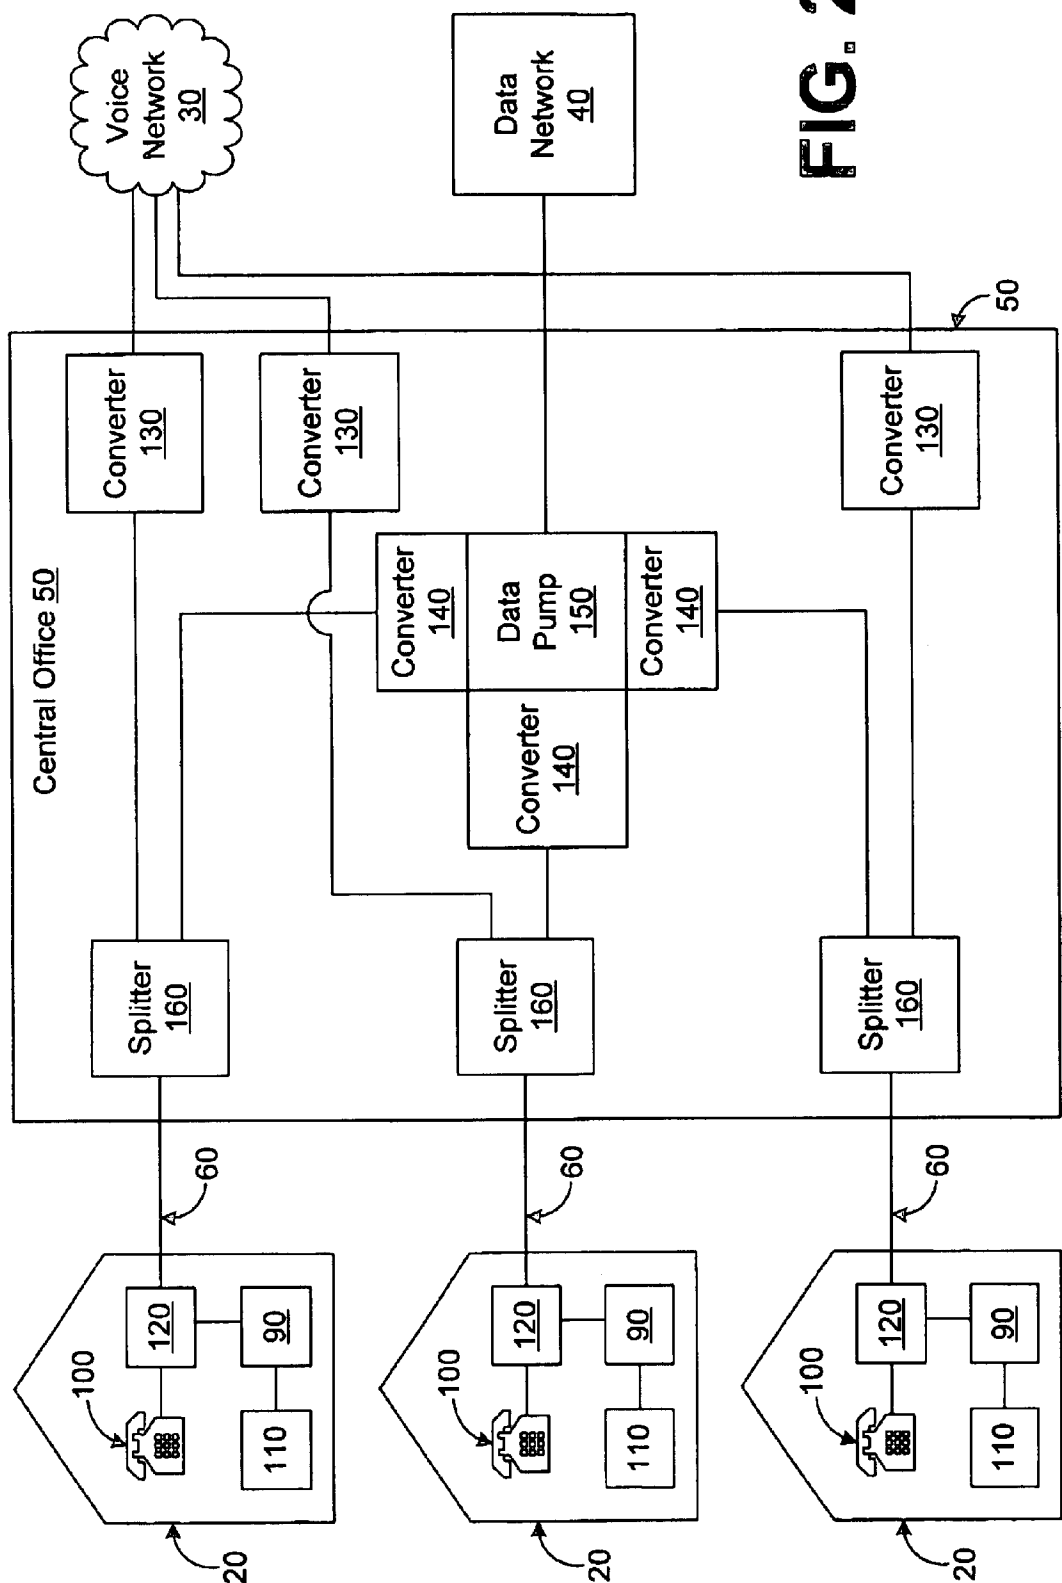 Central Office 50
Voice
Network
30
100
120
Splitter
160
Converter
130
60
110
90
20
Converter
130
Converter
140
100
120
Splitter
160
Converter
140
Data
Pump
150
Data
Network
40
60
110
90
20
Converter
140
100
120
Splitter
160
Converter
130
60
50
110
90
20
FIG. 2